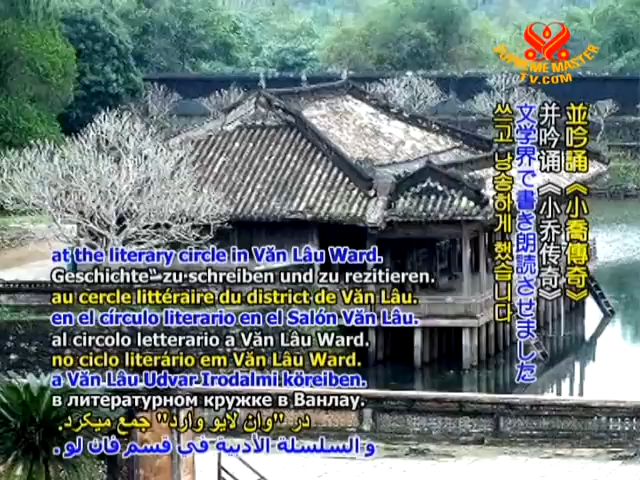 SUPREME MASTER
TV.COM
並吟誦《小喬傳奇》
并吟诵《小乔传奇》
文学界で書き朗読させました
쓰고 낭송하게 했습니다
at the literary circle in Văn Lâu Ward.
Geschichte zu schreiben und zu rezitieren.
au cercle littéraire du district de Văn Lâu.
en el círculo literario en el Salón Văn Lâu.
al circolo letterario a Văn Lâu Ward.
no ciclo literário em Văn Lâu Ward.
a Văn Lâu Udvar Irodalmi köreiben.
в литературном кружке в Ванлау.
در "وان لایو وارد" جمع میکرد.
و السلسلة الأدبية في قسم فان لو.